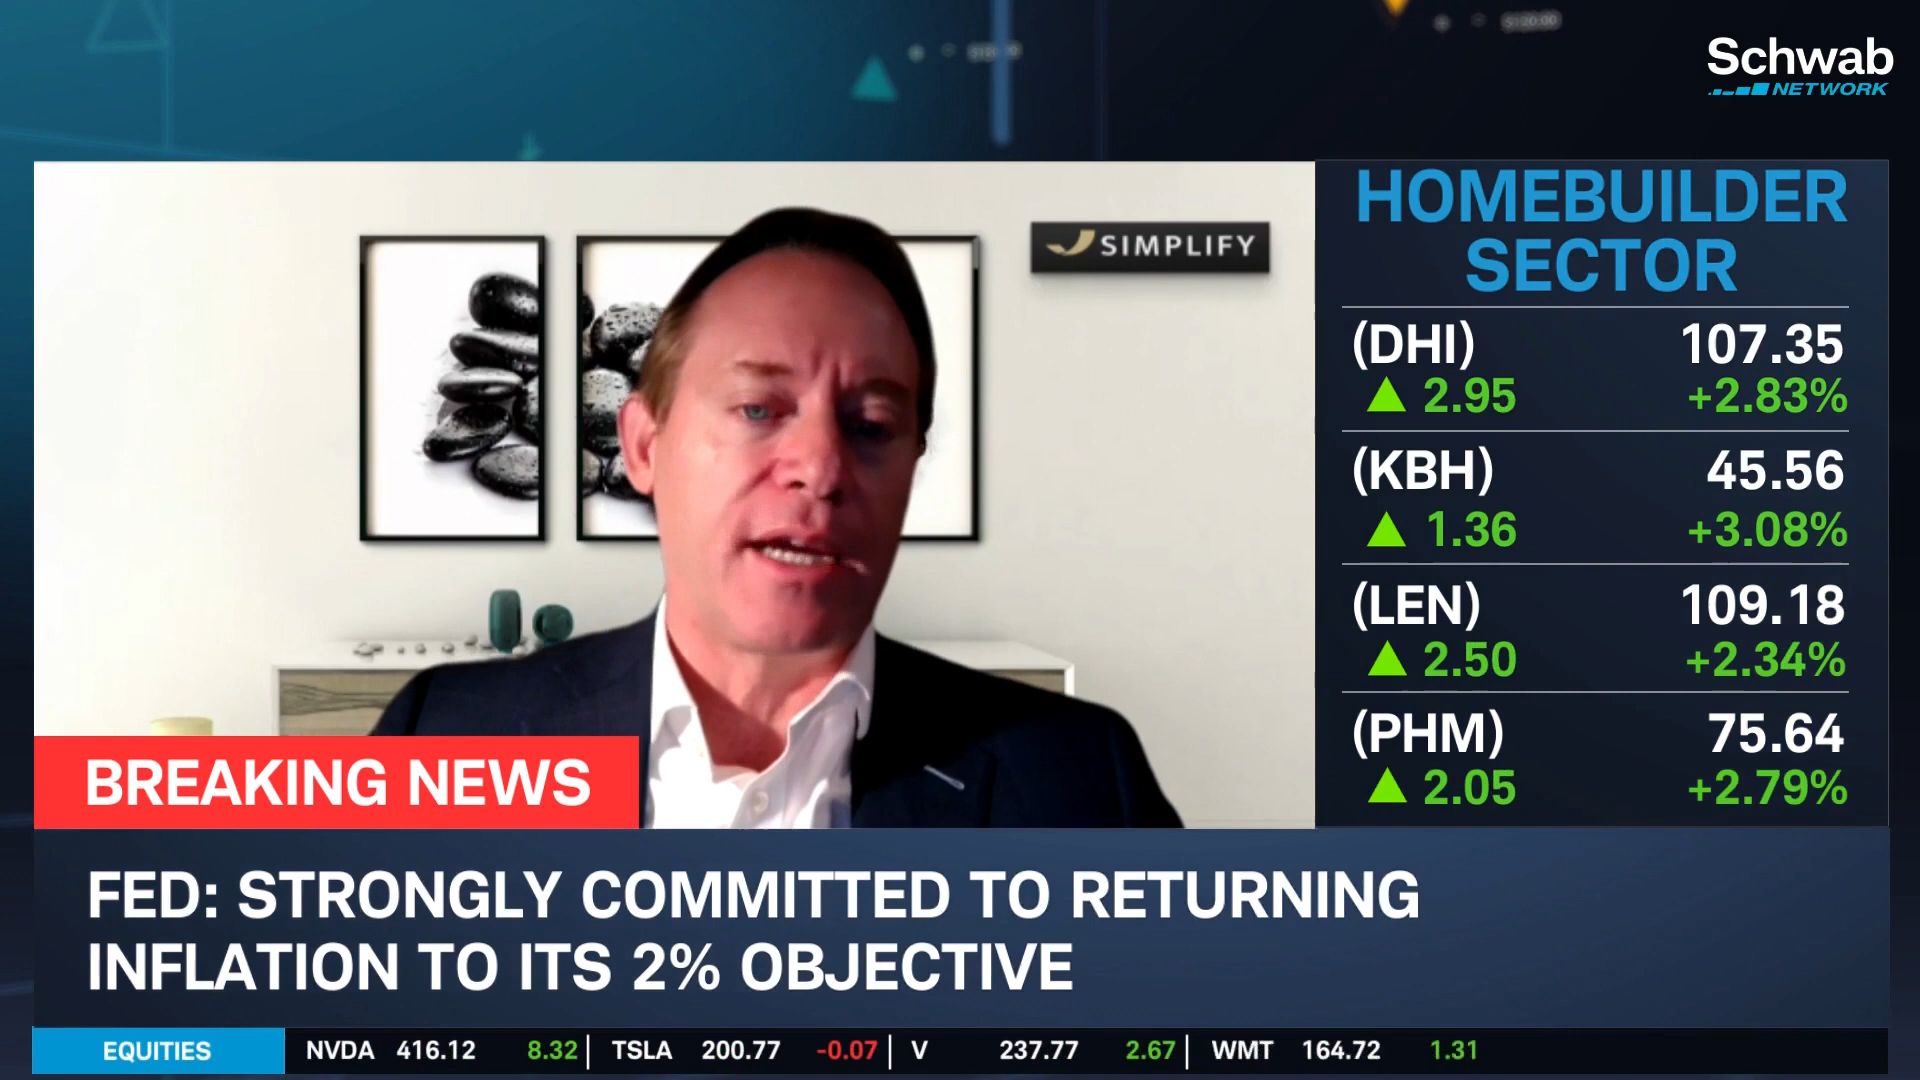 Schwab
NETWORK
SIMPLIFY
HOMEBUILDER
SECTOR
(DHI) 107.35
▲ 2.95 +2.83%
(KBH) 45.56
▲ 1.36 +3.08%
(LEN) 109.18
▲ 2.50 +2.34%
(PHM) 75.64
▲ 2.05 +2.79%
BREAKING NEWS
FED: STRONGLY COMMITTED TO RETURNING
INFLATION TO ITS 2% OBJECTIVE
EQUITIES NVDA 416.12 8.32 | TSLA 200.77 -0.07 | V 237.77 2.67 | WMT 164.72 1.31